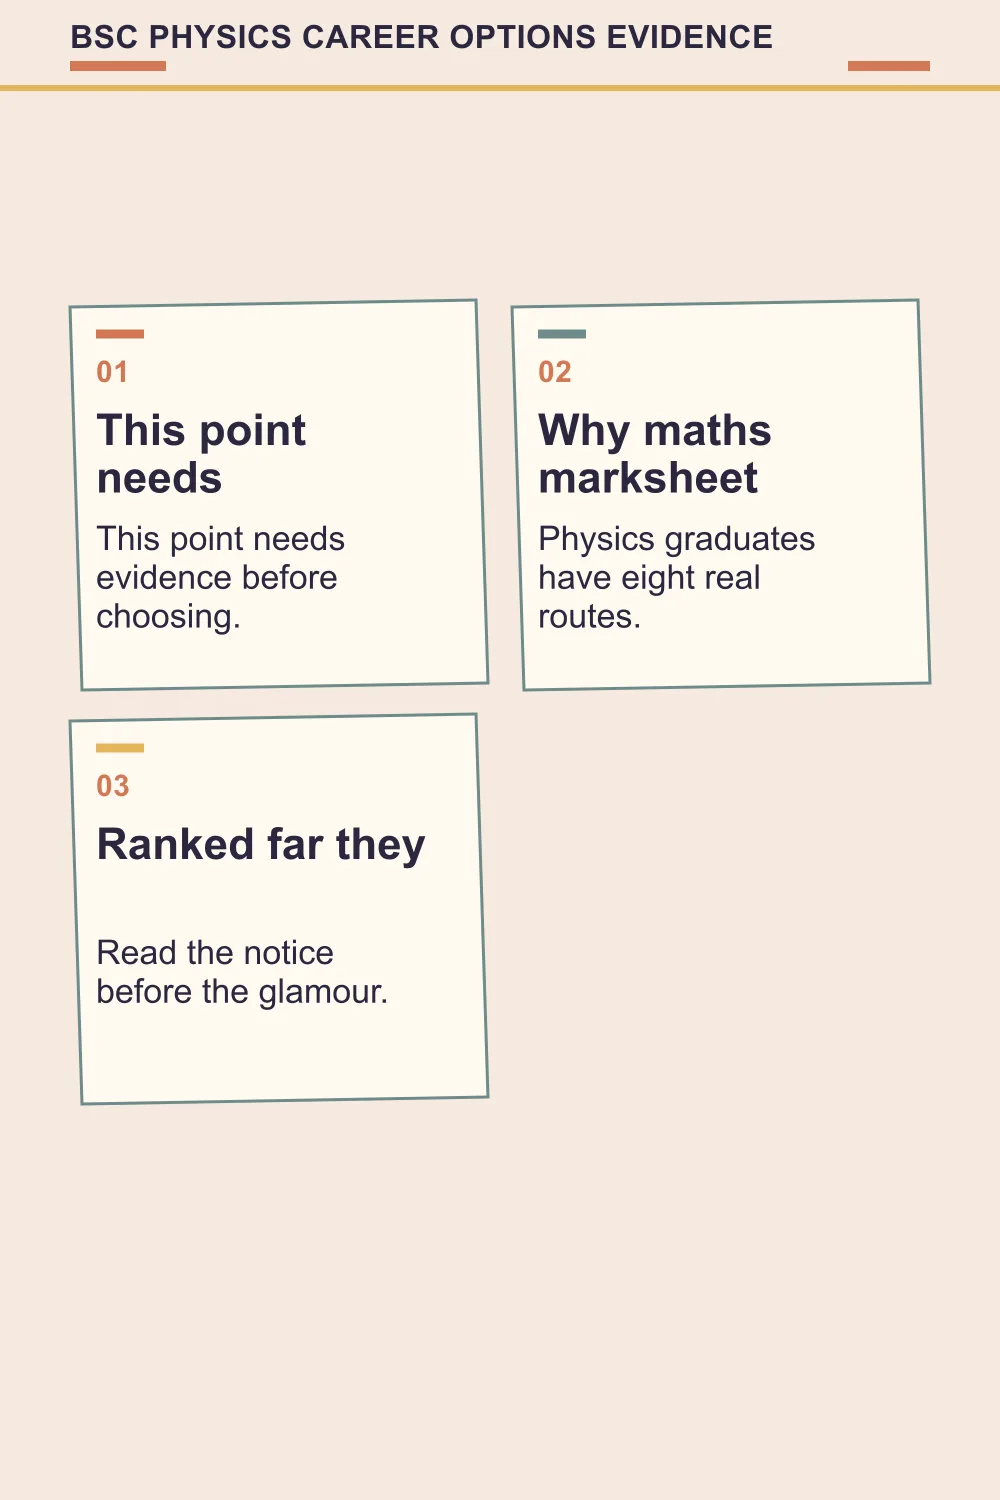 BSC PHYSICS CAREER OPTIONS EVIDENCE
01
This point
needs
This point needs
evidence before
choosing.
02
Why maths
marksheet
Physics graduates
have eight real
routes.
03
Ranked far they
Read the notice
before the glamour.